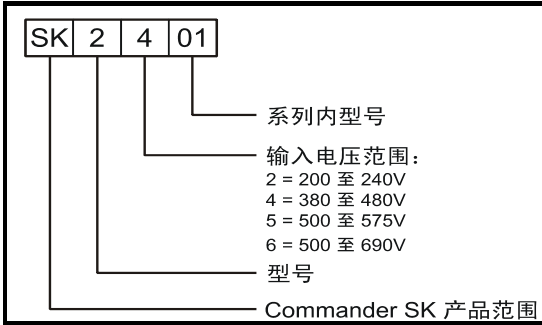 SK 2 4 01
系列内型号
输入电压范围：
2 = 200 至 240V
4 = 380 至 480V
5 = 500 至 575V
6 = 500 至 690V
型号
Commander SK 产品范围